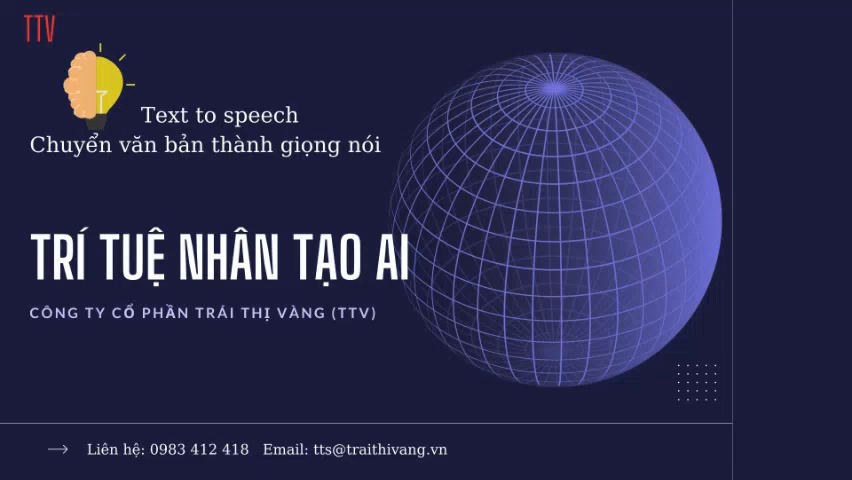 TTV
Text to speech
Chuyển văn bản thành giọng nói
TRÍ TUỆ NHÂN TẠO AI
CÔNG TY CỔ PHẦN TRÁI THỊ VÀNG (TTV)
Liên hệ: 0983 412 418 Email: tts@traithivang.vn